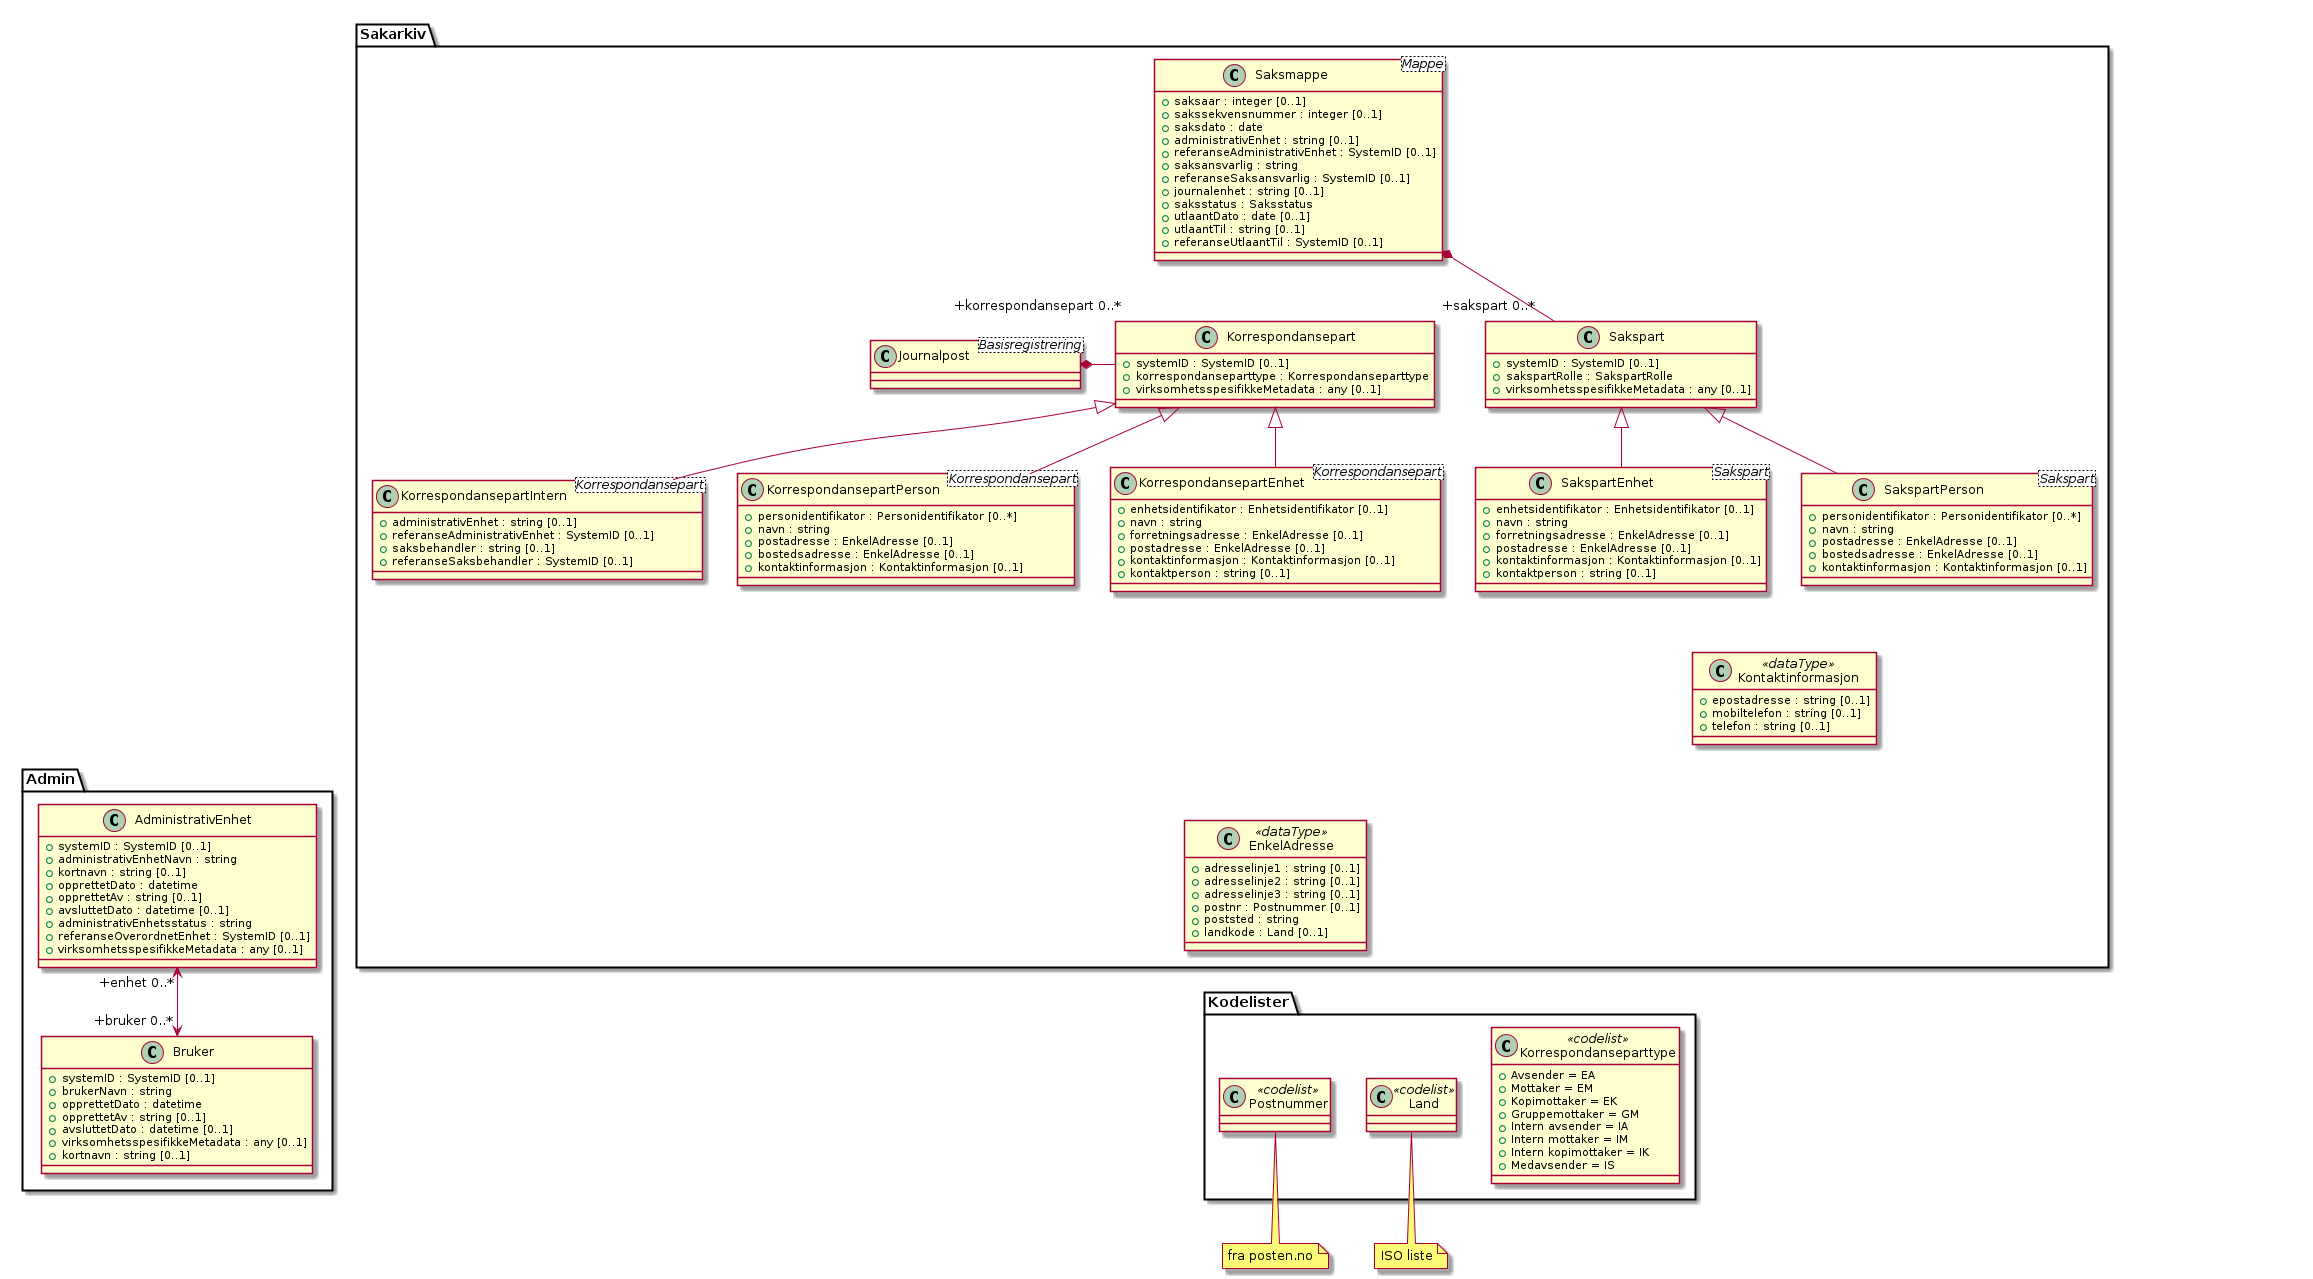 Sakarkiv
Mappe
C Saksmappe
saksaar : integer [0..1]
sakssekvensnummer : integer [0..1]
saksdato : date
administrativEnhet : string [0..1]
referanseAdministrativEnhet : SystemID [0..1]
saksansvarlig : string
referanseSaksansvarlig : SystemID [0..1]
journalenhet : string [0..1]
saksstatus : Saksstatus
utlaantDato : date [0..1]
utlaantTil : string [0..1]
referanseUtlaantTil : SystemID [0..1]
+korrespondansepart 0..*
+sakspart 0..*
Basisregistrering
C Journalpost
C Korrespondansepart
systemID : SystemID [0..1]
korrespondanseparttype : Korrespondanseparttype
virksomhetsspesifikkeMetadata : any [0..1]
C Sakspart
systemID : SystemID [0..1]
sakspartRolle : SakspartRolle
virksomhetsspesifikkeMetadata : any [0..1]
Korrespondansepart
C KorrespondansepartIntern
administrativEnhet : string [0..1]
referanseAdministrativEnhet : SystemID [0..1]
saksbehandler : string [0..1]
referanseSaksbehandler : SystemID [0..1]
Korrespondansepart
C KorrespondansepartPerson
personidentifikator : Personidentifikator [0..*]
navn : string
postadresse : EnkelAdresse [0..1]
bostedsadresse : EnkelAdresse [0..1]
kontaktinformasjon : Kontaktinformasjon [0..1]
Korrespondansepart
C KorrespondansepartEnhet
enhetsidentifikator : Enhetsidentifikator [0..1]
navn : string
forretningsadresse : EnkelAdresse [0..1]
postadresse : EnkelAdresse [0..1]
kontaktinformasjon : Kontaktinformasjon [0..1]
kontaktperson : string [0..1]
Sakspart
C SakspartEnhet
enhetsidentifikator : Enhetsidentifikator [0..1]
navn : string
forretningsadresse : EnkelAdresse [0..1]
postadresse : EnkelAdresse [0..1]
kontaktinformasjon : Kontaktinformasjon [0..1]
kontaktperson : string [0..1]
Sakspart
C SakspartPerson
personidentifikator : Personidentifikator [0..*]
navn : string
postadresse : EnkelAdresse [0..1]
bostedsadresse : EnkelAdresse [0..1]
kontaktinformasjon : Kontaktinformasjon [0..1]
«dataType»
C Kontaktinformasjon
epostadresse : string [0..1]
mobiltelefon : string [0..1]
telefon : string [0..1]
«dataType»
C EnkelAdresse
adresselinje1 : string [0..1]
adresselinje2 : string [0..1]
adresselinje3 : string [0..1]
postnr : Postnummer [0..1]
poststed : string
landkode : Land [0..1]
Admin
C AdministrativEnhet
systemID : SystemID [0..1]
administrativEnhetNavn : string
kortnavn : string [0..1]
opprettetDato : datetime
opprettetAv : string [0..1]
avsluttetDato : datetime [0..1]
administrativEnhetsstatus : string
referanseOverordnetEnhet : SystemID [0..1]
virksomhetsspesifikkeMetadata : any [0..1]
+enhet 0..*
+bruker 0..*
C Bruker
systemID : SystemID [0..1]
brukerNavn : string
opprettetDato : datetime
opprettetAv : string [0..1]
avsluttetDato : datetime [0..1]
virksomhetsspesifikkeMetadata : any [0..1]
kortnavn : string [0..1]
Kodelister
«codelist»
C Postnummer
«codelist»
C Land
«codelist»
C Korrespondanseparttype
Avsender = EA
Mottaker = EM
Kopimottaker = EK
Gruppemottaker = GM
Intern avsender = IA
Intern mottaker = IM
Intern kopimottaker = IK
Medavsender = IS
fra posten.no
ISO liste